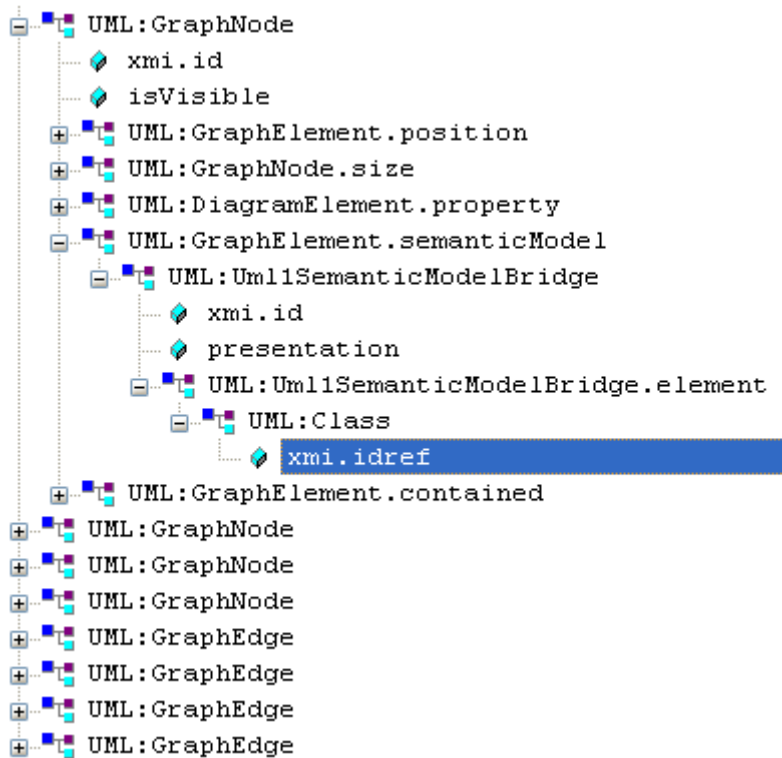 UML:GraphNode
xmi.id
isVisible
UML:GraphElement.position
UML:GraphNode.size
UML:DiagramElement.property
UML:GraphElement.semanticModel
UML:Uml1SemanticModelBridge
xmi.id
presentation
UML:Uml1SemanticModelBridge.element
UML:Class
xmi.idref
UML:GraphElement.contained
UML:GraphNode
UML:GraphNode
UML:GraphNode
UML:GraphEdge
UML:GraphEdge
UML:GraphEdge
UML:GraphEdge